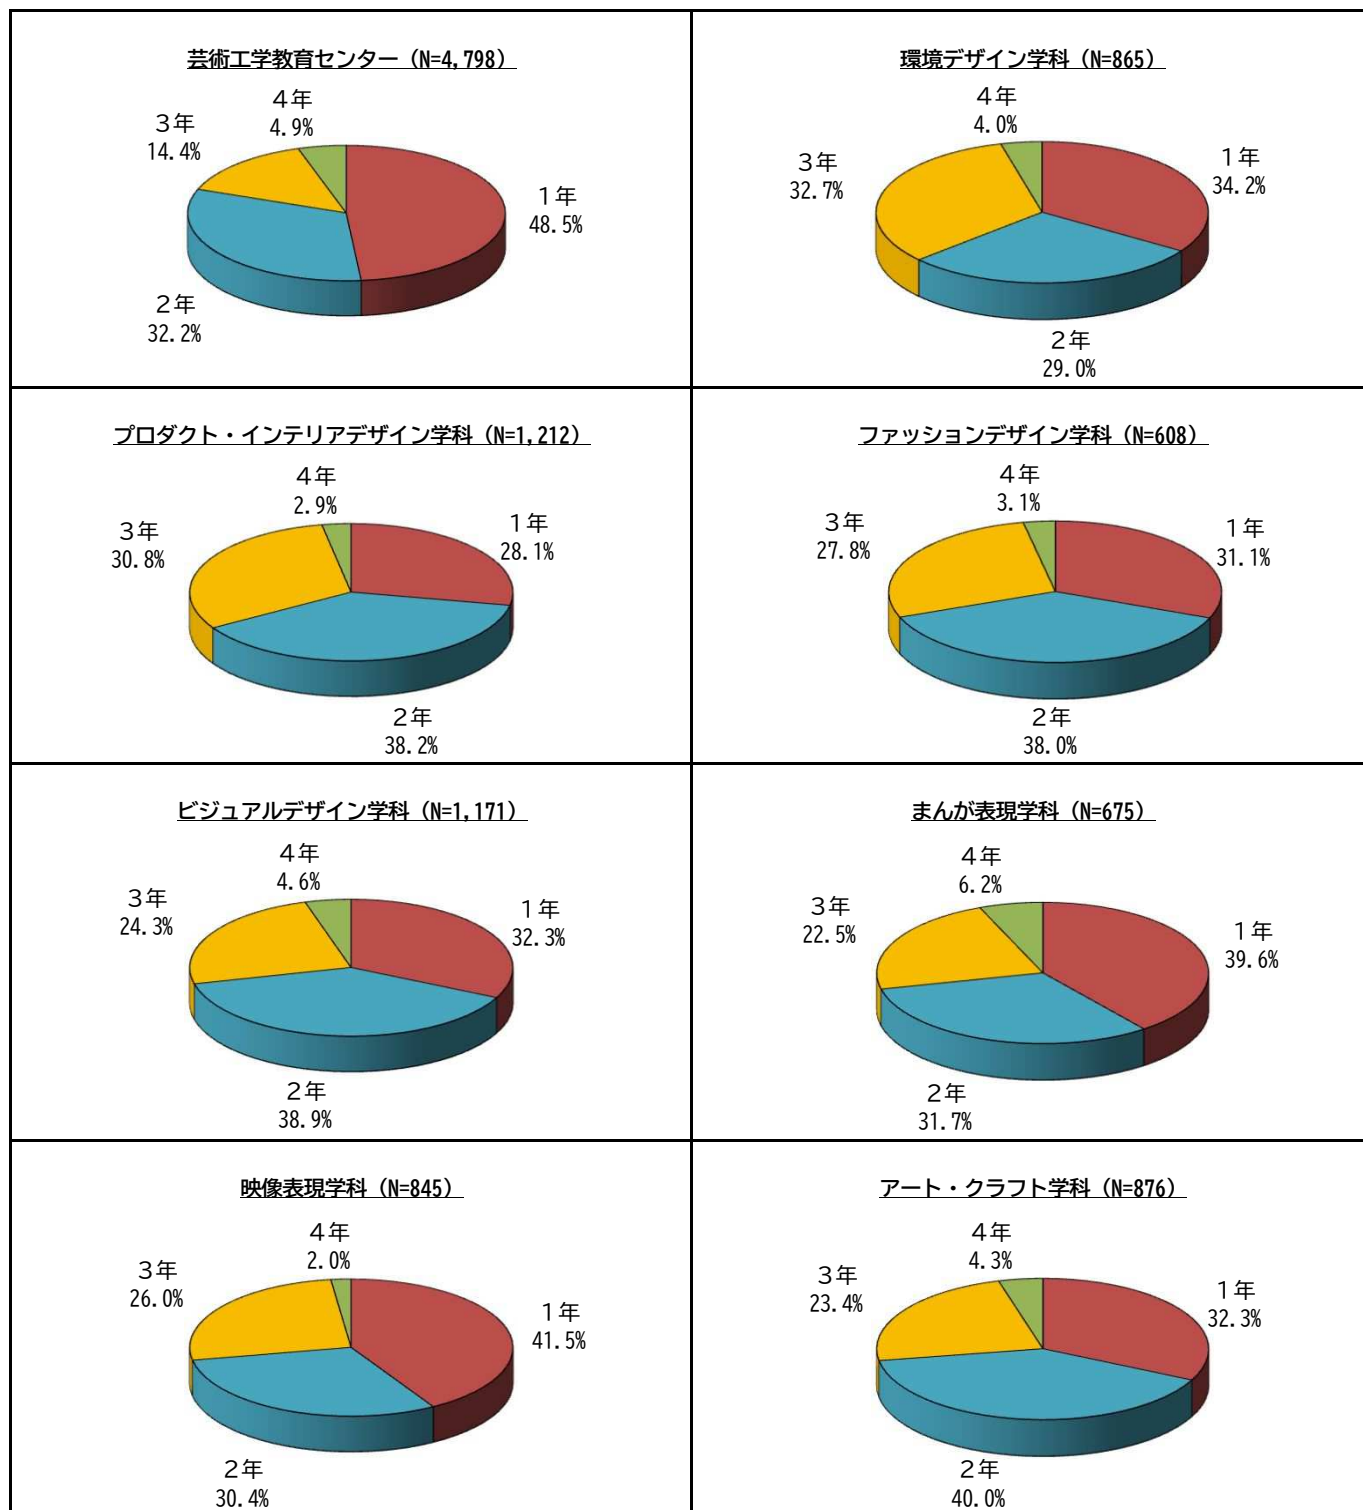 芸術工学教育センター（N=4,798）
４年
4.9%
３年
14.4%
１年
48.5%
２年
32.2%
環境デザイン学科（N=865）
４年
4.0%
３年
32.7%
１年
34.2%
２年
29.0%
プロダクト・インテリアデザイン学科（N=1,212）
４年
2.9%
３年
30.8%
１年
28.1%
２年
38.2%
ファッションデザイン学科（N=608）
４年
3.1%
３年
27.8%
１年
31.1%
２年
38.0%
ビジュアルデザイン学科（N=1,171）
４年
4.6%
３年
24.3%
１年
32.3%
２年
38.9%
まんが表現学科（N=675）
４年
6.2%
３年
22.5%
１年
39.6%
２年
31.7%
映像表現学科（N=845）
４年
2.0%
３年
26.0%
１年
41.5%
２年
30.4%
アート・クラフト学科（N=876）
４年
4.3%
３年
23.4%
１年
32.3%
２年
40.0%